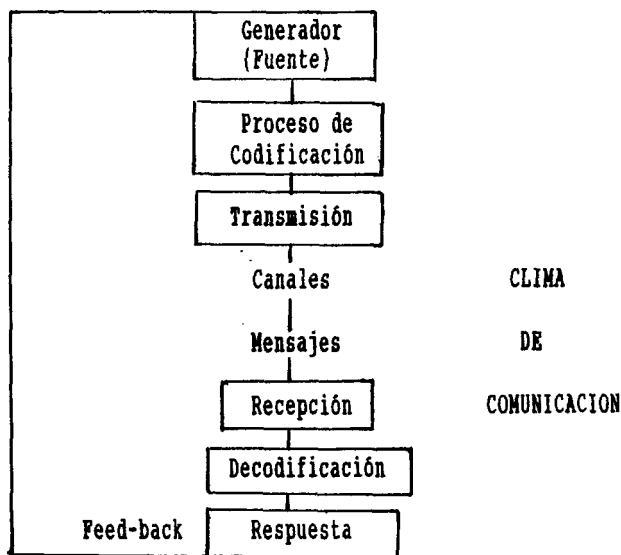 Generador
(Fuente)
Proceso de
Codificación
Transmisión
Canales CLIMA
Mensajes DE
Recepción COMUNICACION
Decodificación
Feed-back Respuesta